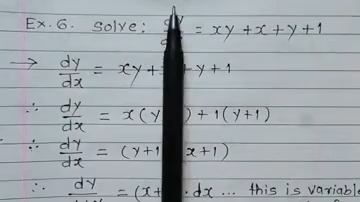 Ex. 6. Solve: = xy + x + y + 1
→ dy/dx = xy + + y + 1
∴ dy/dx = x(y ) + 1(y+1)
∴ dy/dx = (y+1 x+1)
∴ dy = (x+ . dx ... this is variable